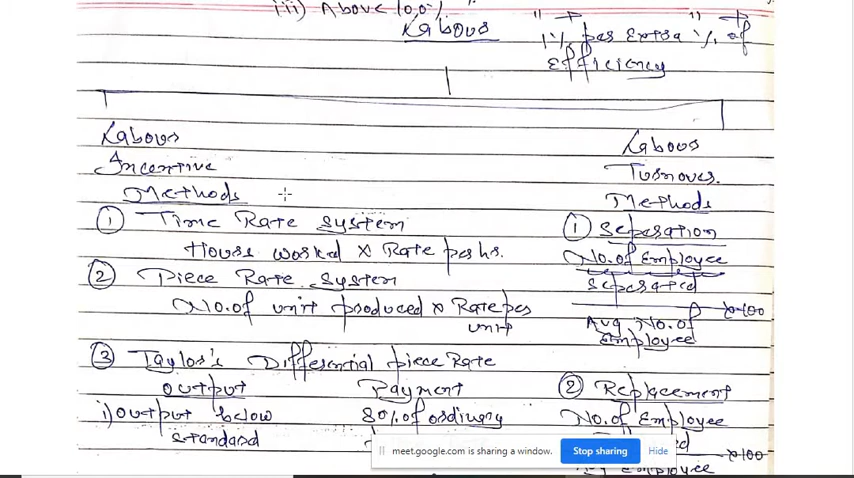 iii) Above 100%
Labour
" → " →
1% per Extra % of
Efficiency
Labour
Incentive
Methods
① Time Rate System
Hours worked × Rate per hr.
② Piece Rate System
No. of unit produced × Rate per
unit
③ Taylor's Differential piece Rate
output Payment
i) Output below 80% of ordinary
standard
Labour
Turnover.
Methods
① Separation
No. of Employee
Separated
× 100
Avg No. of
Employee
② Replacement
No. of Employee
× 100
Employee
meet.google.com is sharing a window. Stop sharing Hide